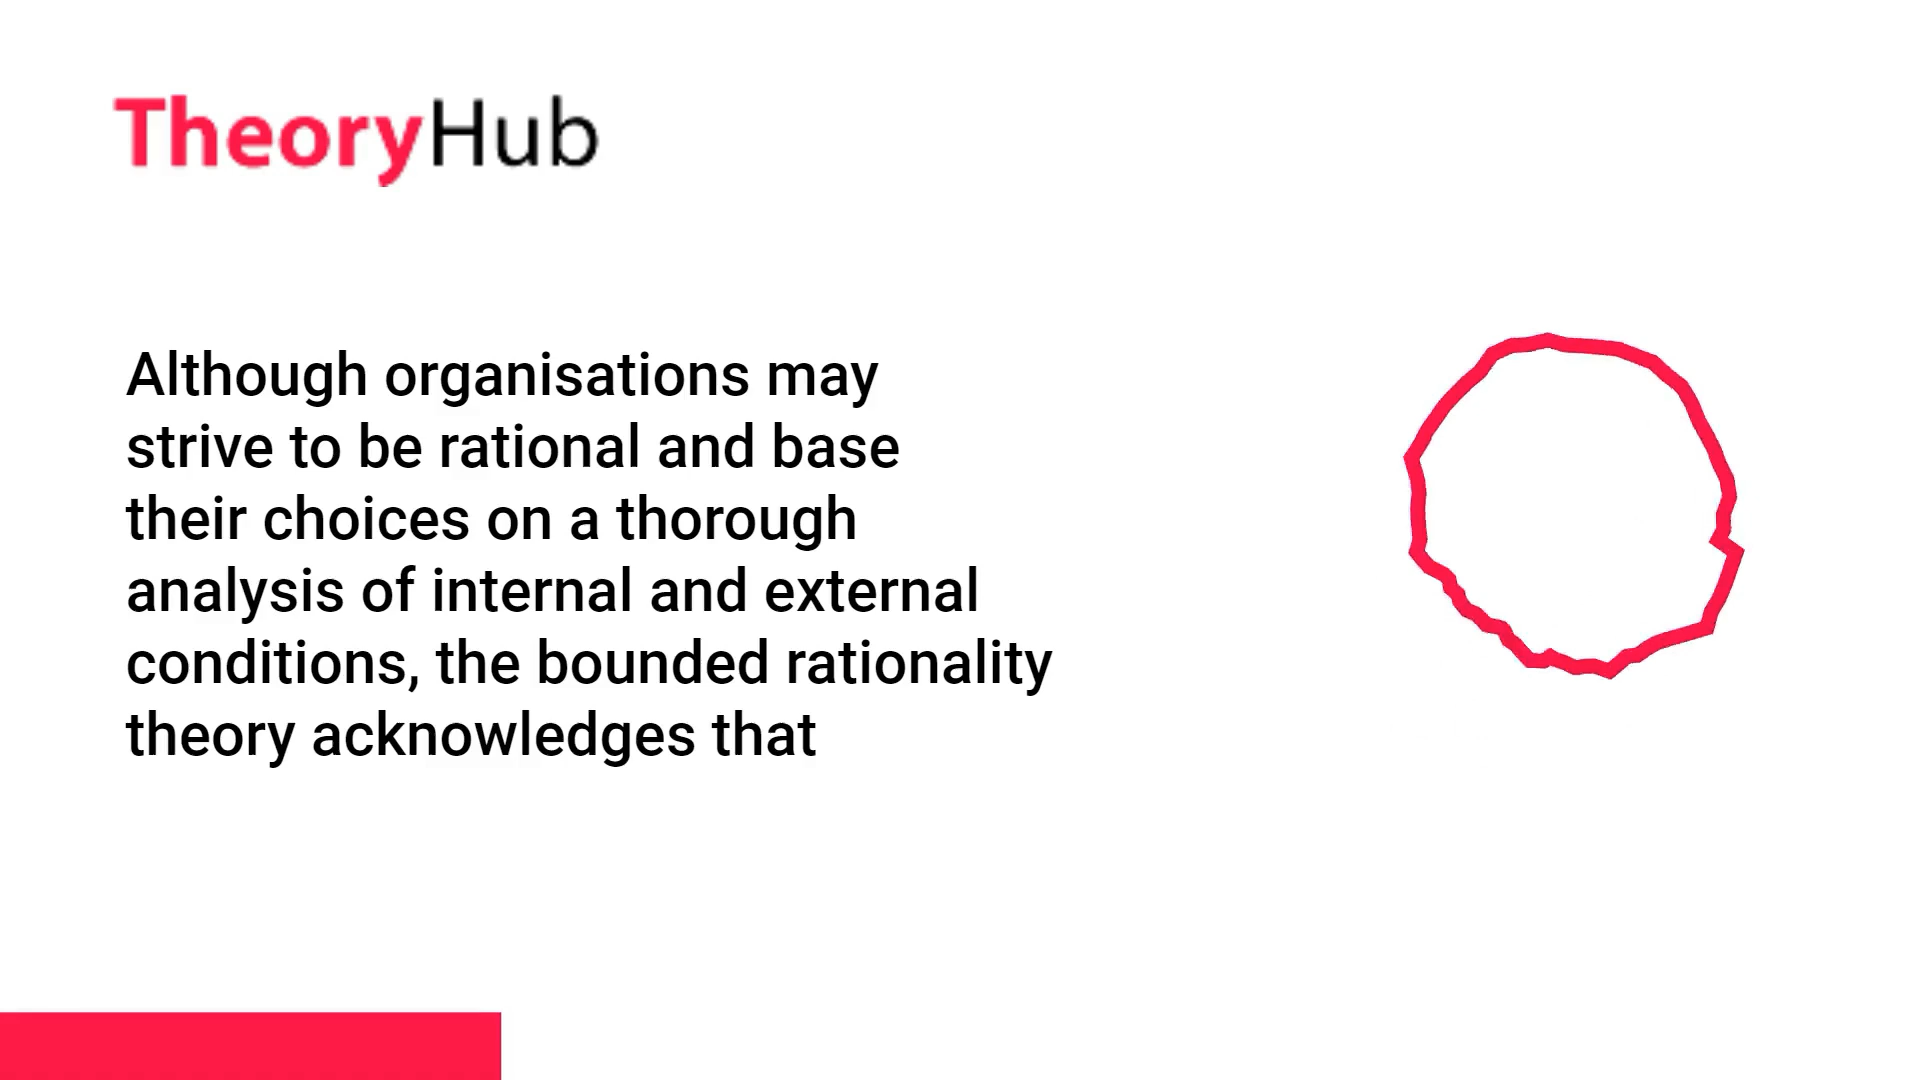 TheoryHub
Although organisations may
strive to be rational and base
their choices on a thorough
analysis of internal and external
conditions, the bounded rationality
theory acknowledges that